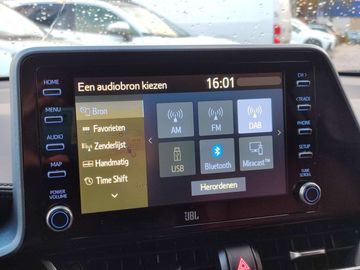 Een audiobron kiezen 16:01
HOME
MENU
AUDIO
MAP
POWER
VOLUME
Bron
Favorieten
Zenderlijst
Handmatig
Time Shift
AM FM DAB
USB Bluetooth Miracast™
Herordenen
CH
TRACK
PHONE
SETUP
TUNE
SCROLL
JBL